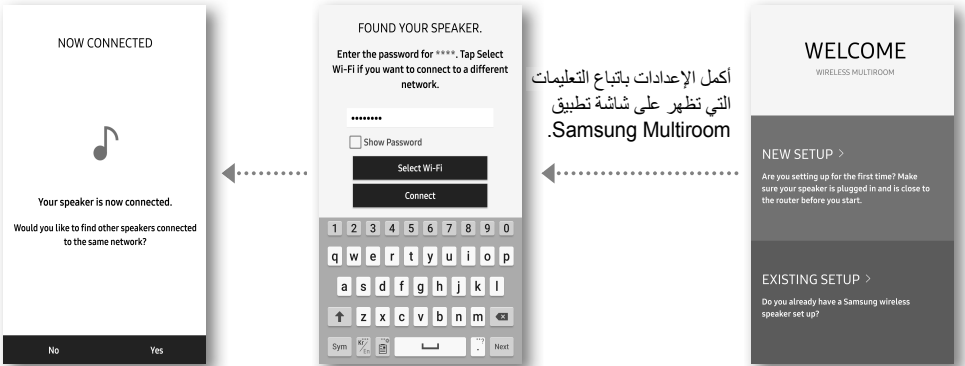 WELCOME
WIRELESS MULTIROOM
NEW SETUP >
Are you setting up for the first time? Make
sure your speaker is plugged in and is close to
the router before you start.
EXISTING SETUP >
Do you already have a Samsung wireless
speaker set up?
أكمل الإعدادات باتباع التعليمات
التي تظهر على شاشة تطبيق
Samsung Multiroom.
FOUND YOUR SPEAKER.
Enter the password for ****. Tap Select
Wi-Fi if you want to connect to a different
network.
••••••••
Show Password
Select Wi-Fi
Connect
1 2 3 4 5 6 7 8 9 0
q w e r t y u i o p
a s d f g h j k l
z x c v b n m
Sym . Next
NOW CONNECTED
Your speaker is now connected.
Would you like to find other speakers connected
to the same network?
No Yes